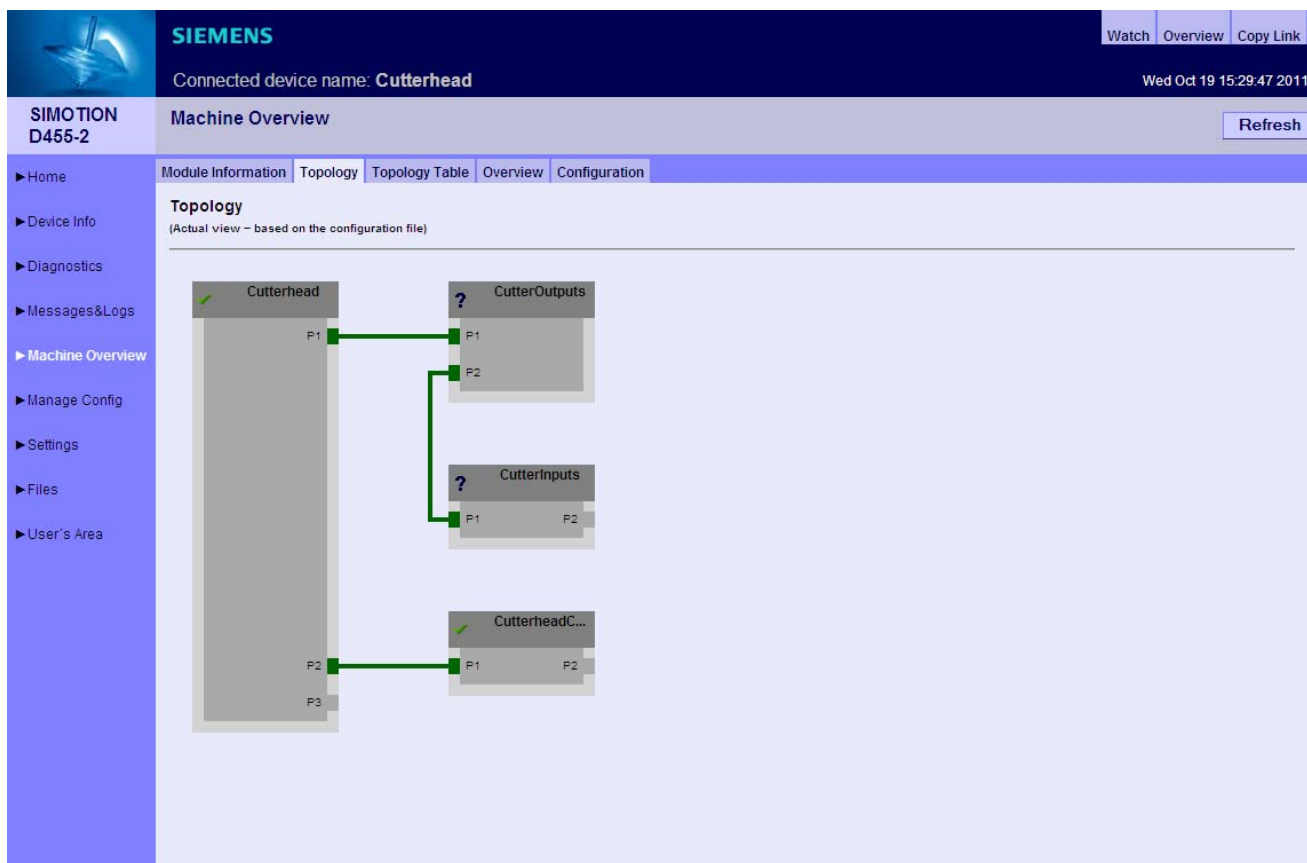 SIEMENS
Watch Overview Copy Link
Connected device name: Cutterhead
Wed Oct 19 15:29:47 2011
SIMOTION
D455-2
Machine Overview
Refresh
Home
Device Info
Diagnostics
Messages&Logs
Machine Overview
Manage Config
Settings
Files
User's Area
Module Information Topology Topology Table Overview Configuration
Topology
(Actual view – based on the configuration file)
Cutterhead
P1
P2
P3
? CutterOutputs
P1
P2
? CutterInputs
P1 P2
CutterheadC...
P1 P2